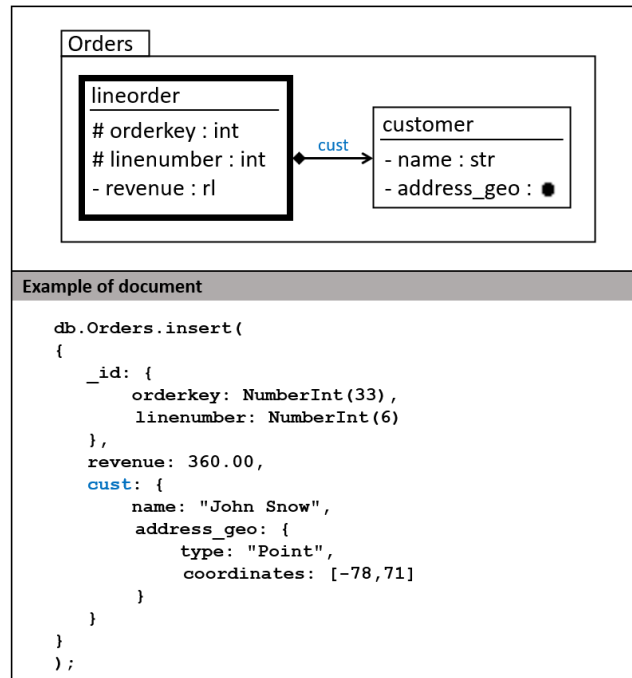 Orders
lineorder
# orderkey : int
# linenumber : int
- revenue : rl
cust
customer
- name : str
- address_geo :
Example of document
db.Orders.insert(
{
_id: {
orderkey: NumberInt(33),
linenumber: NumberInt(6)
},
revenue: 360.00,
cust: {
name: "John Snow",
address_geo: {
type: "Point",
coordinates: [-78,71]
}
}
}
);